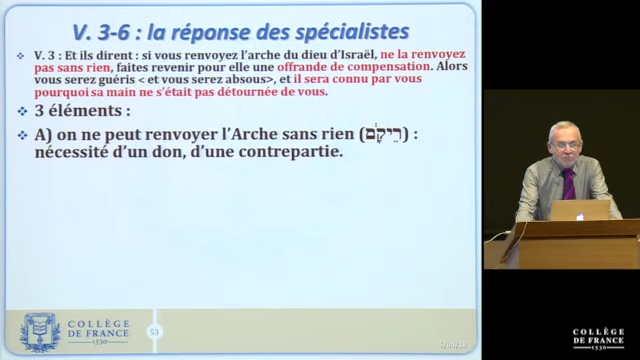 V. 3-6 : la réponse des spécialistes
V. 3 : Et ils dirent : si vous renvoyez l'arche du dieu d'Israël, ne la renvoyez
pas sans rien, faites revenir pour elle une offrande de compensation. Alors
vous serez guéris < et vous serez absous>, et il sera connu par vous
pourquoi sa main ne s'était pas détournée de vous.
3 éléments :
A) on ne peut renvoyer l'Arche sans rien (רֵיקָ֔ם) :
nécessité d'un don, d'une contrepartie.
COLLÈGE
DE FRANCE
1530
53
COLLÈGE
DE FRANCE
1530